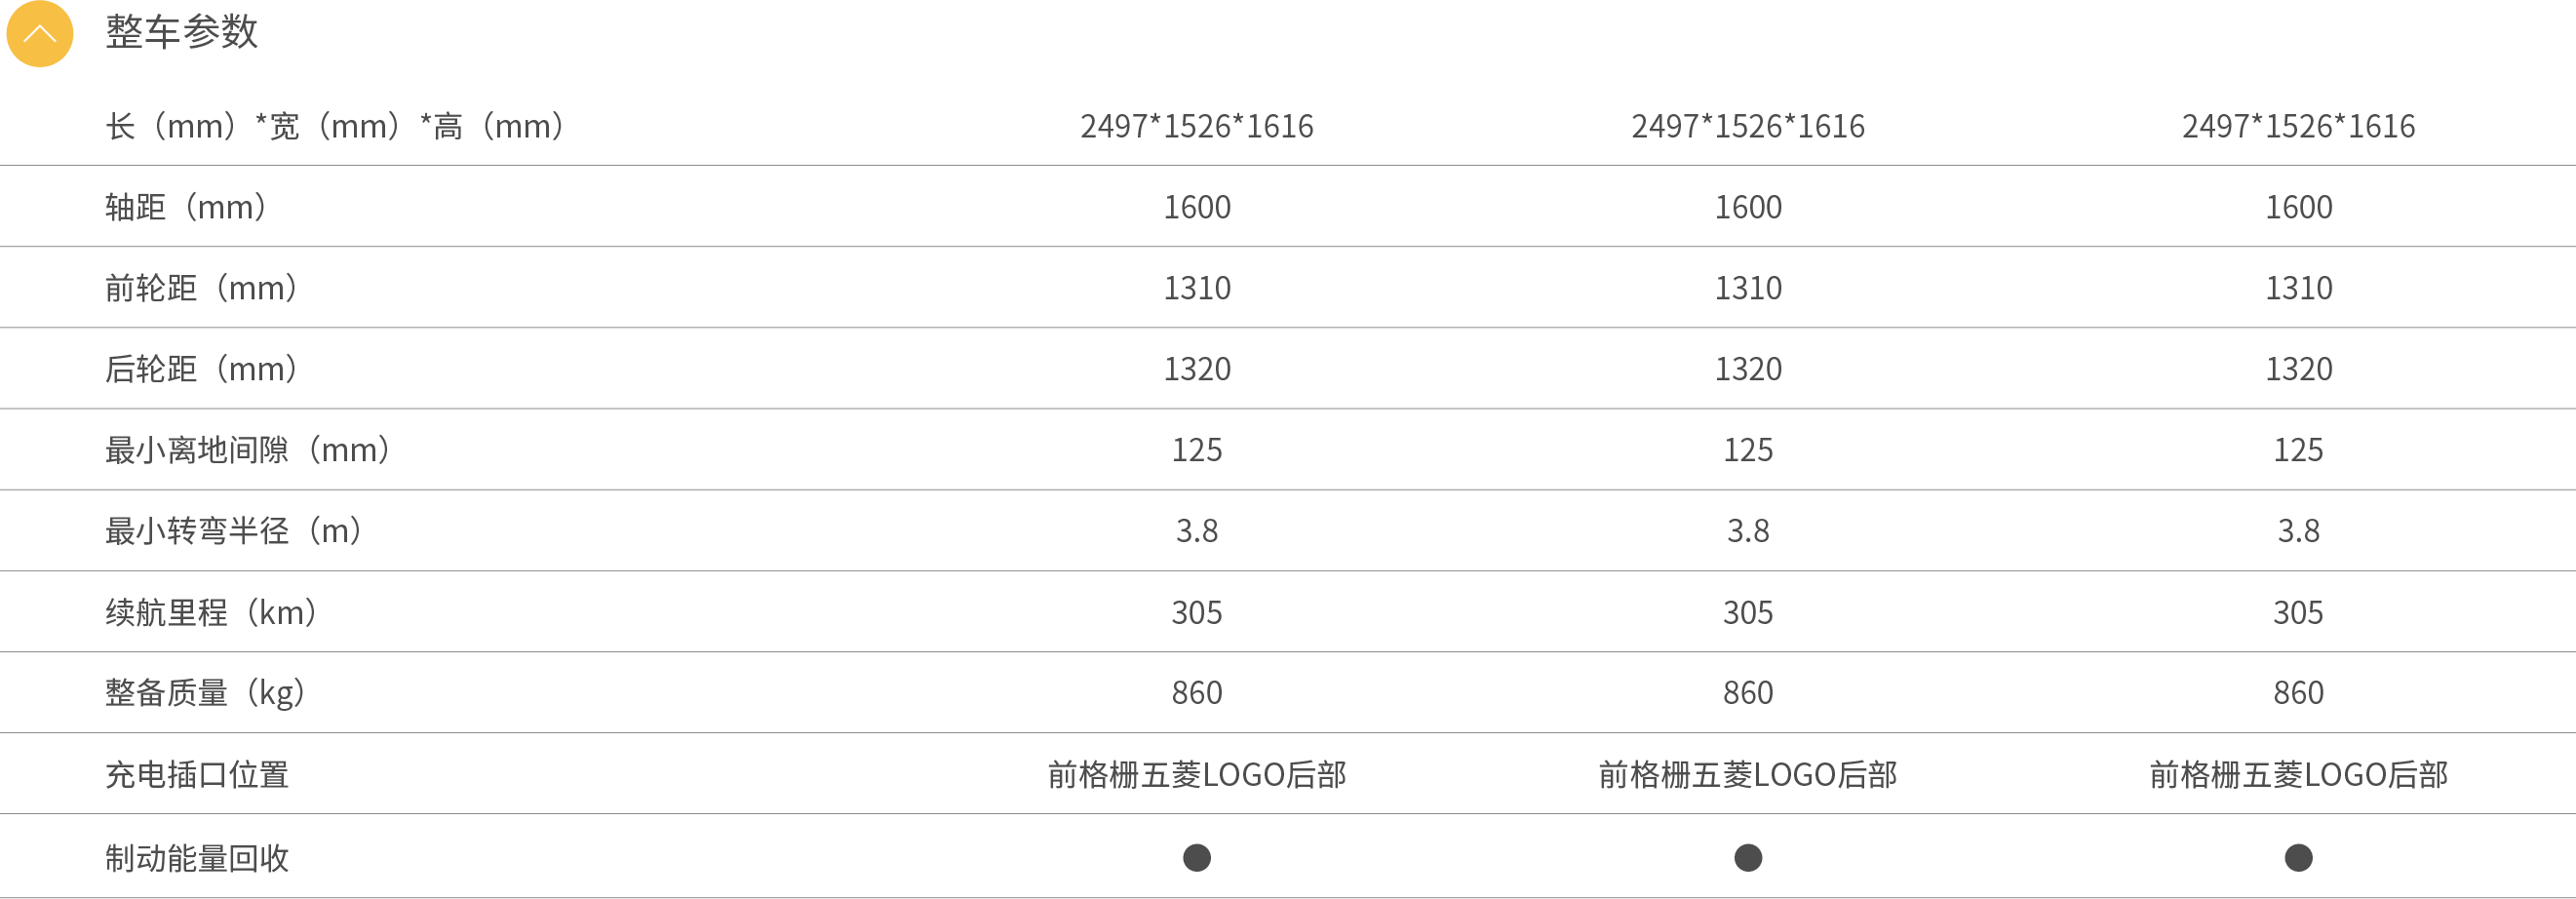 整车参数
长（mm）*宽（mm）*高（mm） 2497*1526*1616 2497*1526*1616 2497*1526*1616
轴距（mm） 1600 1600 1600
前轮距（mm） 1310 1310 1310
后轮距（mm） 1320 1320 1320
最小离地间隙（mm） 125 125 125
最小转弯半径（m） 3.8 3.8 3.8
续航里程（km） 305 305 305
整备质量（kg） 860 860 860
充电插口位置 前格栅五菱LOGO后部 前格栅五菱LOGO后部 前格栅五菱LOGO后部
制动能量回收 ● ● ●